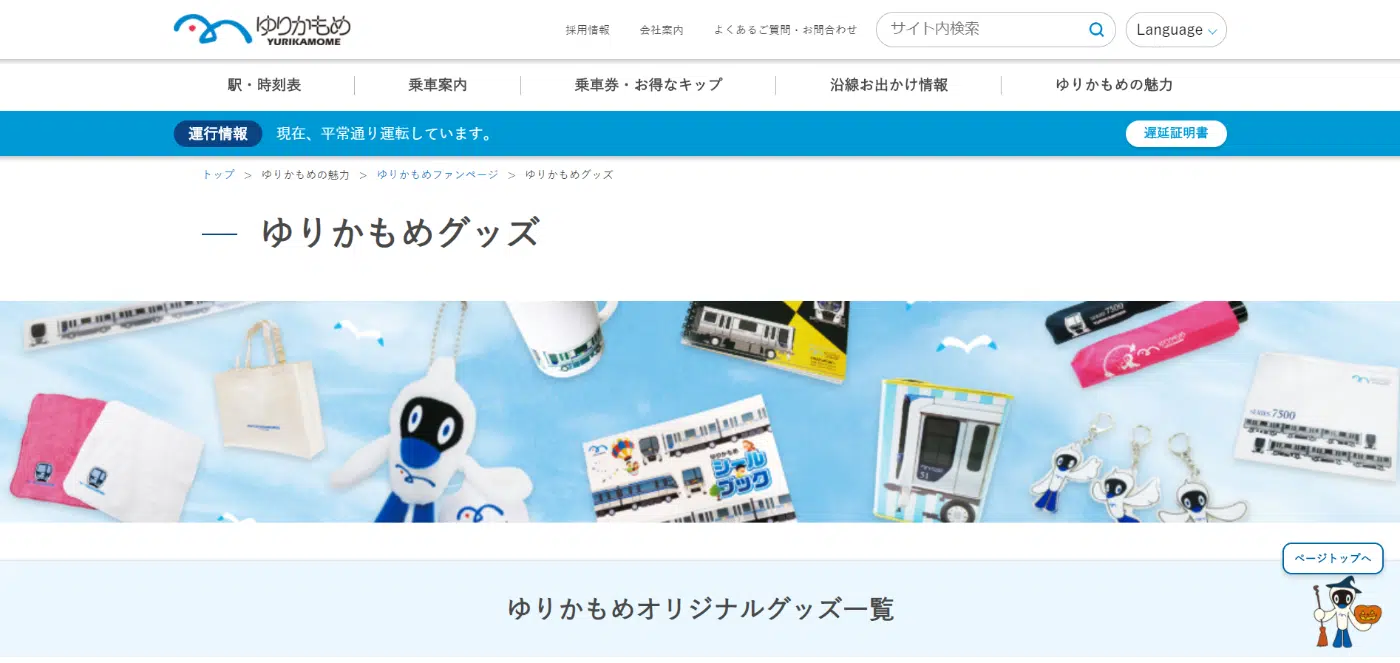 ゆりかもめ
YURIKAMOME
採用情報 会社案内 よくあるご質問・お問合わせ サイト内検索 Language
駅・時刻表 乗車案内 乗車券・お得なキップ 沿線お出かけ情報 ゆりかもめの魅力
運行情報 現在、平常通り運転しています。 遅延証明書
トップ > ゆりかもめの魅力 > ゆりかもめファンページ > ゆりかもめグッズ
ゆりかもめグッズ
SERIES 7500
YURIKAMOME
ゆりかもめ
シール
ブック
51
SERIES 7500
ページトップへ
ゆりかもめオリジナルグッズ一覧